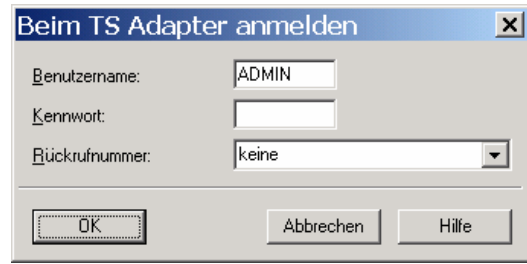 Beim TS Adapter anmelden
Benutzername: ADMIN
Kennwort:
Rückrufnummer: keine
OK Abbrechen Hilfe